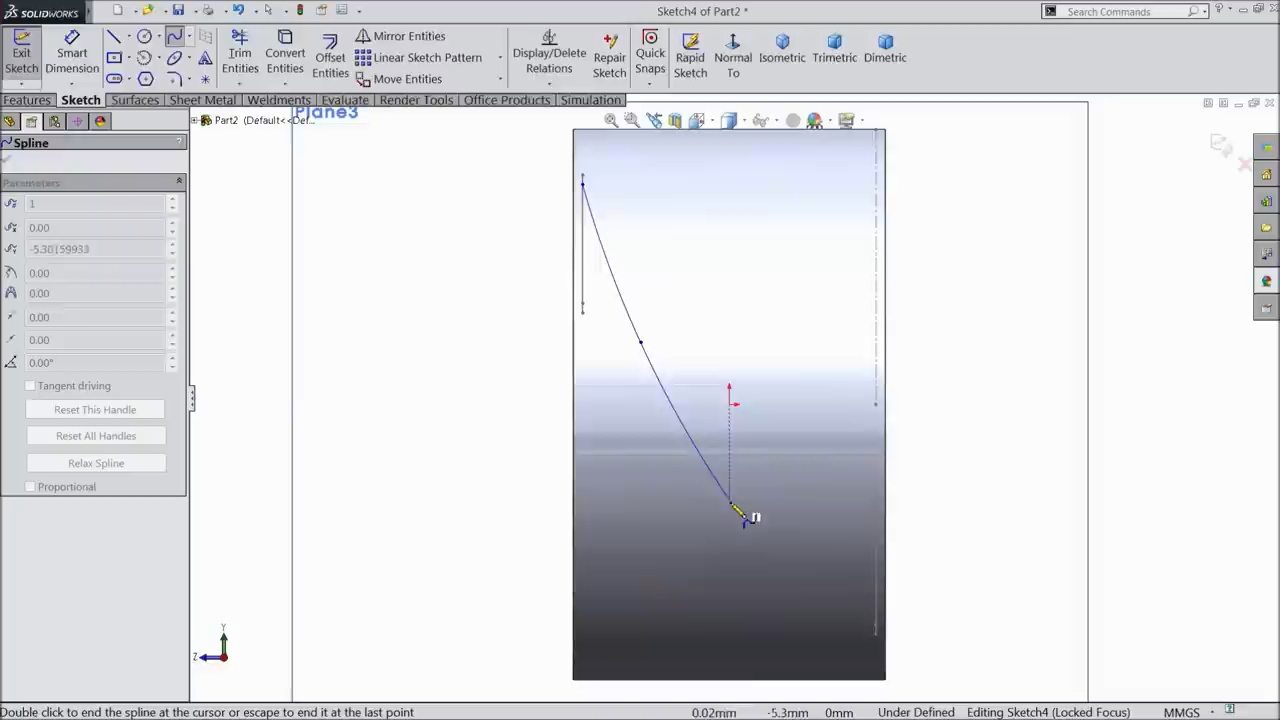 SOLIDWORKS
Sketch4 of Part2 *
Search Commands
Exit Sketch
Smart Dimension
Trim Entities
Convert Entities
Offset Entities
Mirror Entities
Linear Sketch Pattern
Move Entities
Display/Delete Relations
Repair Sketch
Quick Snaps
Rapid Sketch
Normal To
Isometric
Trimetric
Dimetric
Features
Sketch
Surfaces
Sheet Metal
Weldments
Evaluate
Render Tools
Office Products
Simulation
Plane3
Part2 (Default<<Def...
Spline
?
Parameters
1
0.00
-5.30159933
0.00
0.00
0.00
0.00
0.00°
Tangent driving
Reset This Handle
Reset All Handles
Relax Spline
Proportional
Y
Z
Double click to end the spline at the cursor or escape to end it at the last point
0.02mm
-5.3mm
0mm
Under Defined
Editing Sketch4 (Locked Focus)
MMGS